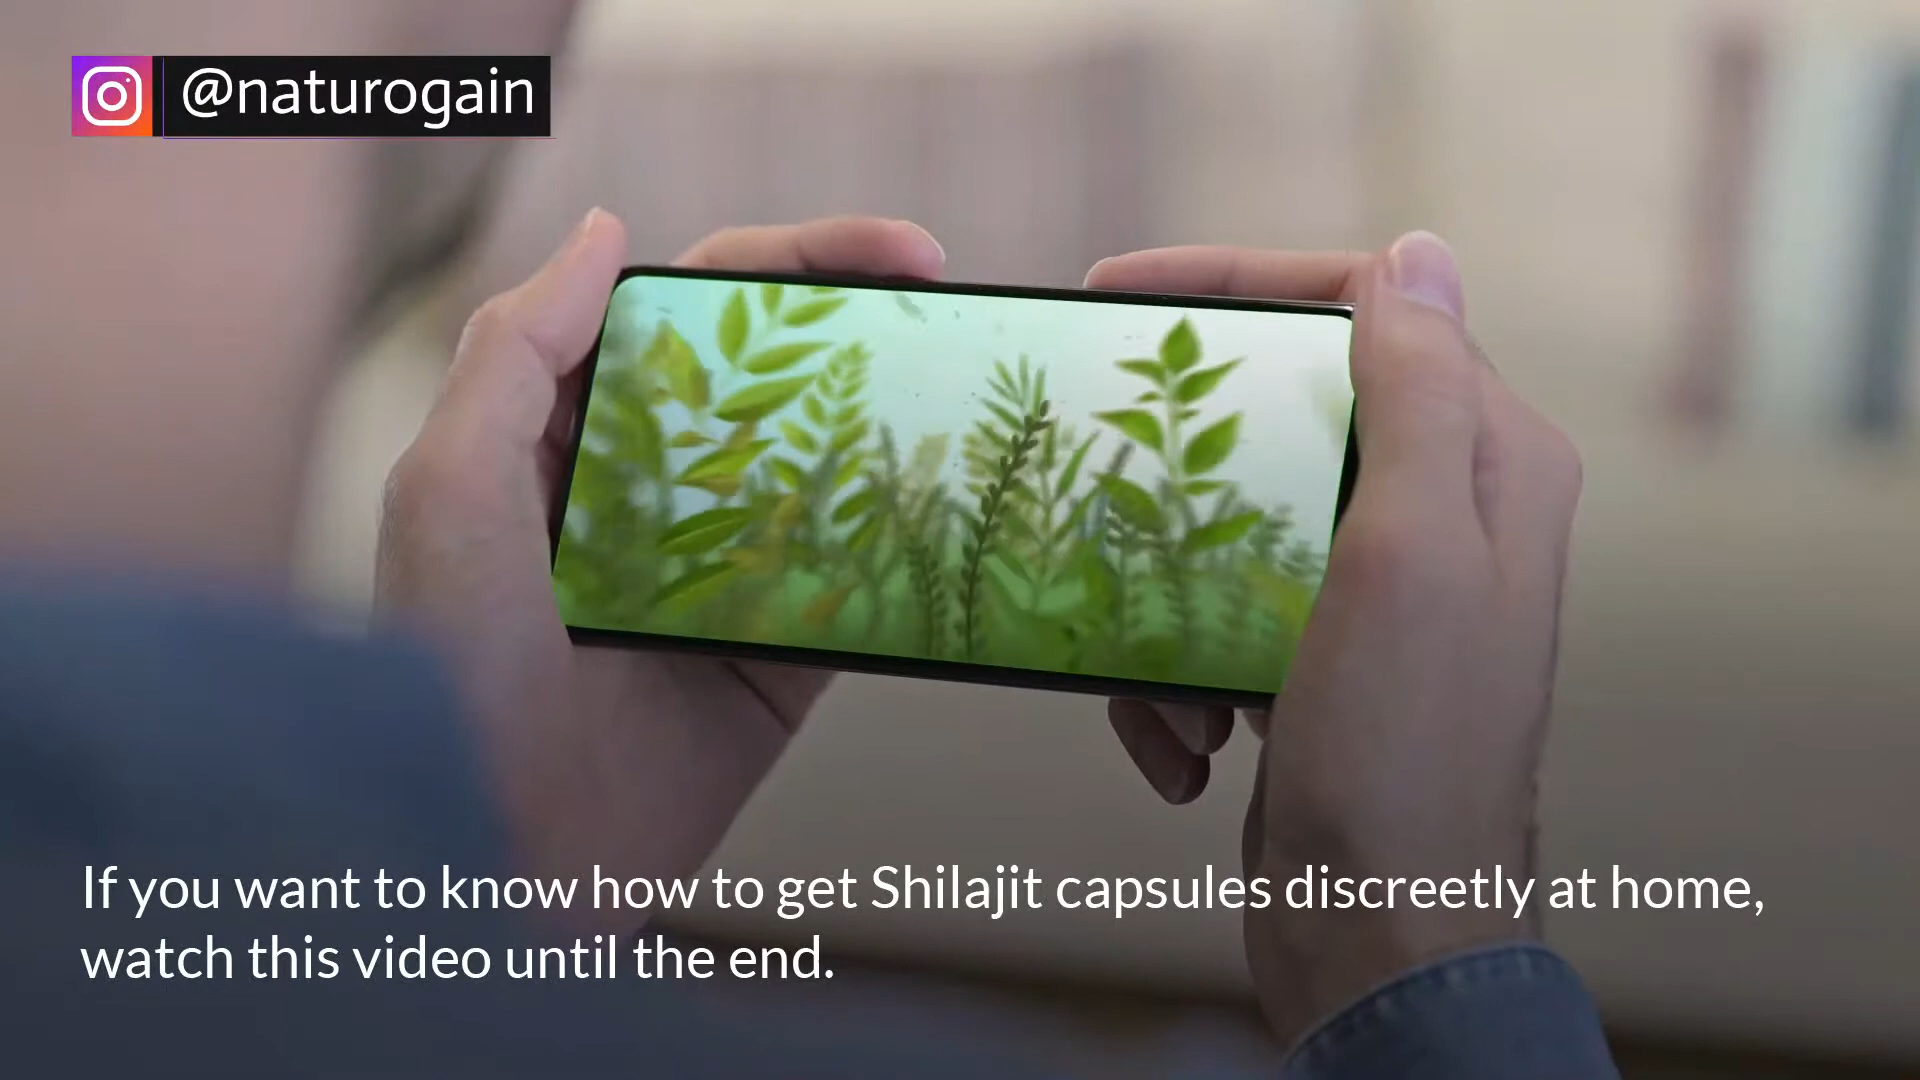 @naturogain
If you want to know how to get Shilajit capsules discreetly at home,
watch this video until the end.